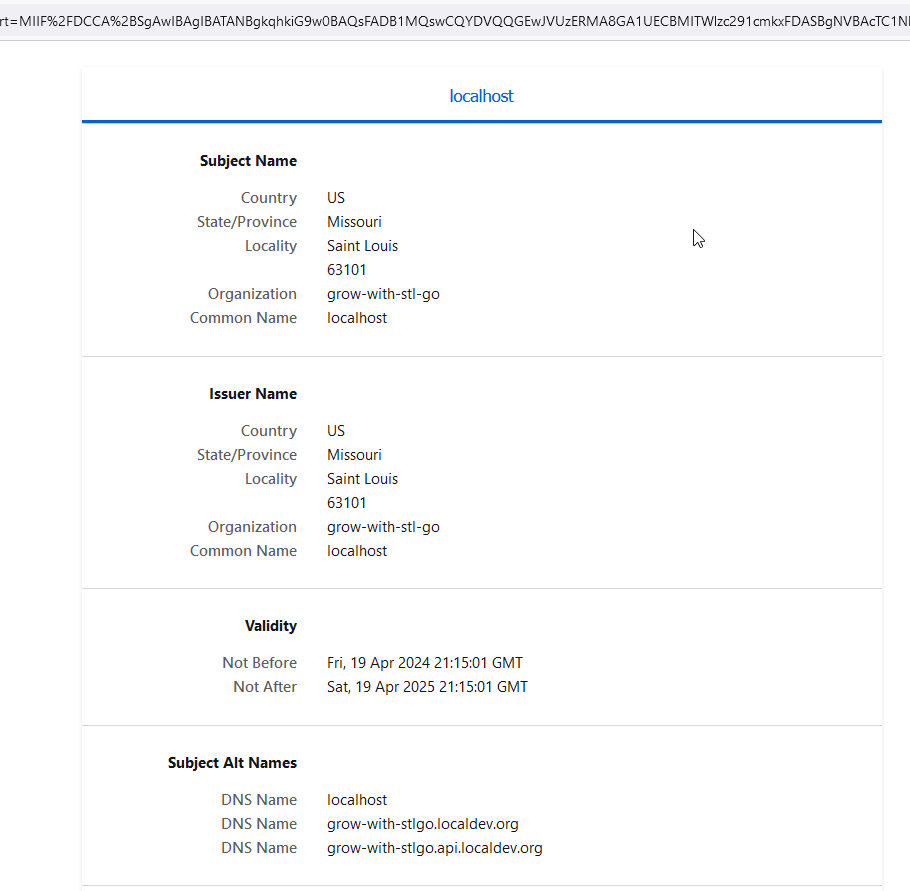 rt=MIIF%2FDCCA%2BSgAwIBAgIBATANBgkqhkiG9w0BAQsFADB1MQswCQYDVQQGEwJVUzERMA8GA1UECBMITWlzc291cmkxFDASBgNVBAcTC1NI
localhost
Subject Name
Country US
State/Province Missouri
Locality Saint Louis
63101
Organization grow-with-stl-go
Common Name localhost
Issuer Name
Country US
State/Province Missouri
Locality Saint Louis
63101
Organization grow-with-stl-go
Common Name localhost
Validity
Not Before Fri, 19 Apr 2024 21:15:01 GMT
Not After Sat, 19 Apr 2025 21:15:01 GMT
Subject Alt Names
DNS Name localhost
DNS Name grow-with-stlgo.localdev.org
DNS Name grow-with-stlgo.api.localdev.org